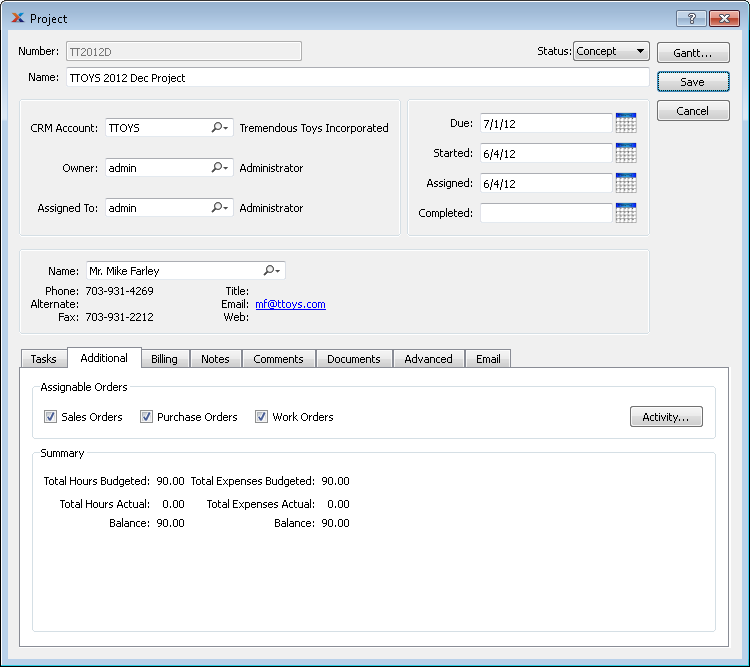 Project
Number: TT2012D Status: Concept Gantt...
Name: TTOYS 2012 Dec Project Save
Cancel
CRM Account: TTOYS Tremendous Toys Incorporated
Owner: admin Administrator
Assigned To: admin Administrator
Due: 7/1/12
Started: 6/4/12
Assigned: 6/4/12
Completed:
Name: Mr. Mike Farley
Phone: 703-931-4269 Title:
Alternate: Email: mf@ttoys.com
Fax: 703-931-2212 Web:
Tasks Additional Billing Notes Comments Documents Advanced Email
Assignable Orders
Sales Orders Purchase Orders Work Orders Activity...
Summary
Total Hours Budgeted: 90.00 Total Expenses Budgeted: 90.00
Total Hours Actual: 0.00 Total Expenses Actual: 0.00
Balance: 90.00 Balance: 90.00